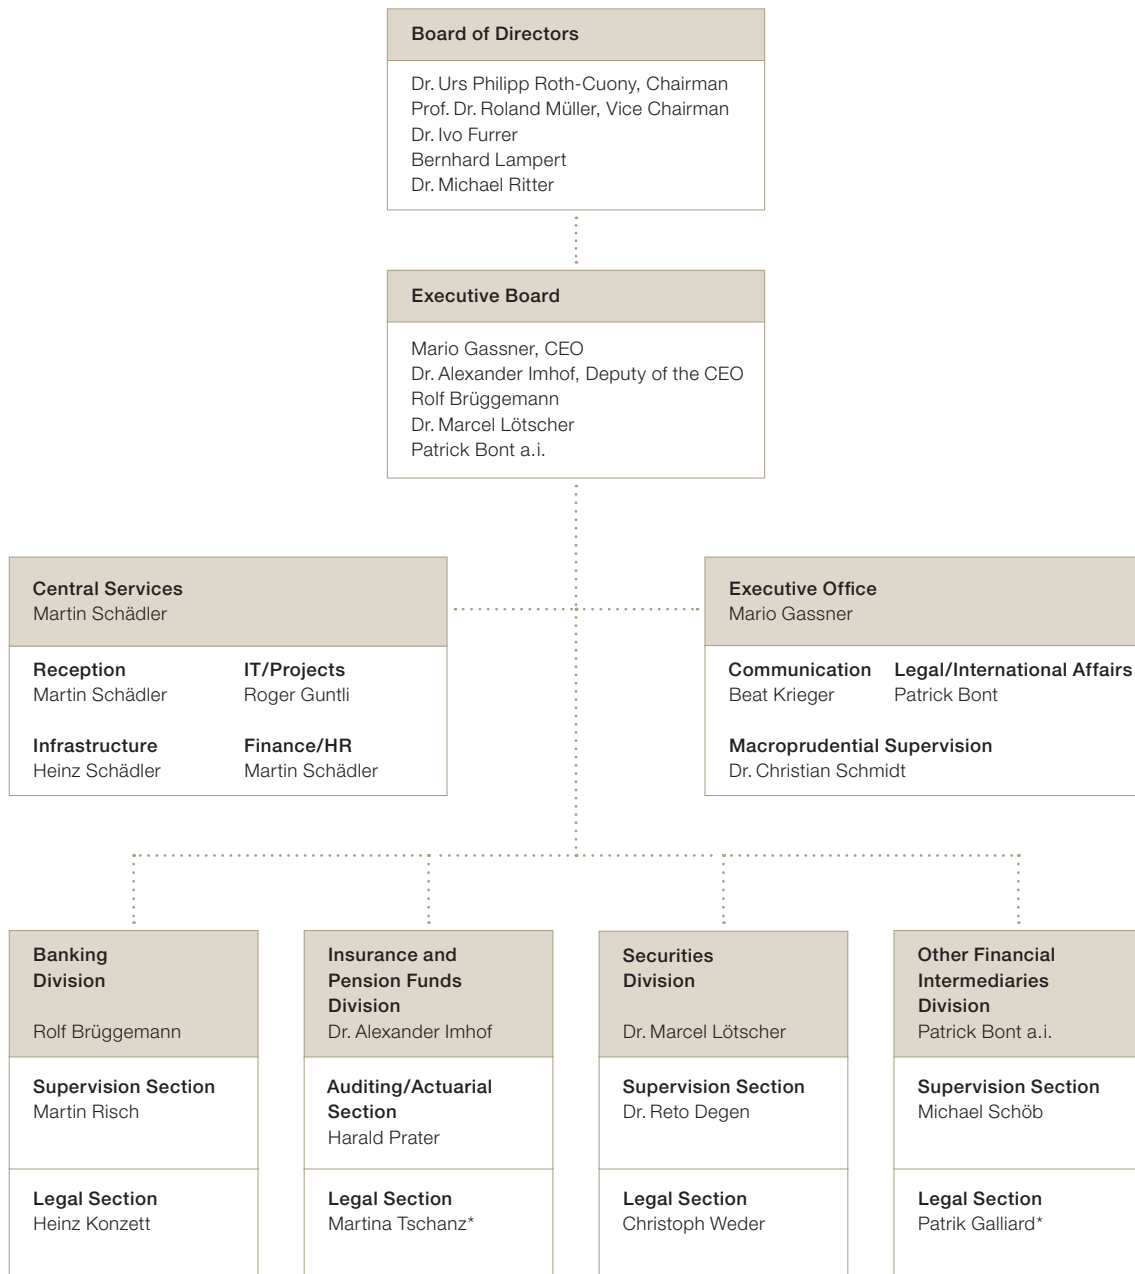 Board of Directors
Dr. Urs Philipp Roth-Cuony, Chairman
Prof. Dr. Roland Müller, Vice Chairman
Dr. Ivo Furrer
Bernhard Lampert
Dr. Michael Ritter
Executive Board
Mario Gassner, CEO
Dr. Alexander Imhof, Deputy of the CEO
Rolf Brüggemann
Dr. Marcel Lötscher
Patrick Bont a.i.
Central Services
Martin Schädler
Reception
Martin Schädler
IT/Projects
Roger Guntli
Infrastructure
Heinz Schädler
Finance/HR
Martin Schädler
Executive Office
Mario Gassner
Communication
Beat Krieger
Legal/International Affairs
Patrick Bont
Macroprudential Supervision
Dr. Christian Schmidt
Banking
Division
Rolf Brüggemann
Supervision Section
Martin Risch
Legal Section
Heinz Konzett
Insurance and
Pension Funds
Division
Dr. Alexander Imhof
Auditing/Actuarial
Section
Harald Prater
Legal Section
Martina Tschanz*
Securities
Division
Dr. Marcel Lötscher
Supervision Section
Dr. Reto Degen
Legal Section
Christoph Weder
Other Financial
Intermediaries
Division
Patrick Bont a.i.
Supervision Section
Michael Schöb
Legal Section
Patrik Galliard*